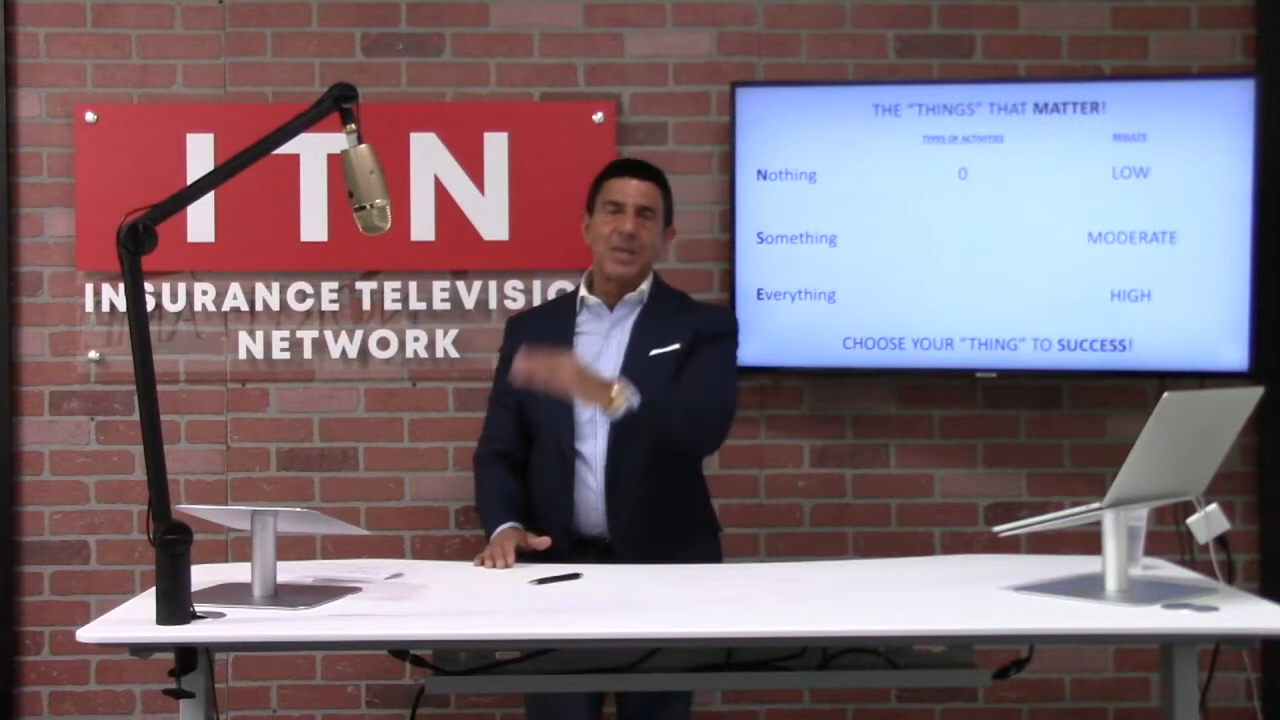 ITN
INSURANCE TELEVISION
NETWORK
THE "THINGS" THAT MATTER!
TYPES OF ACTIVITIES RESULTS
Nothing 0 LOW
Something MODERATE
Everything HIGH
CHOOSE YOUR "THING" TO SUCCESS!